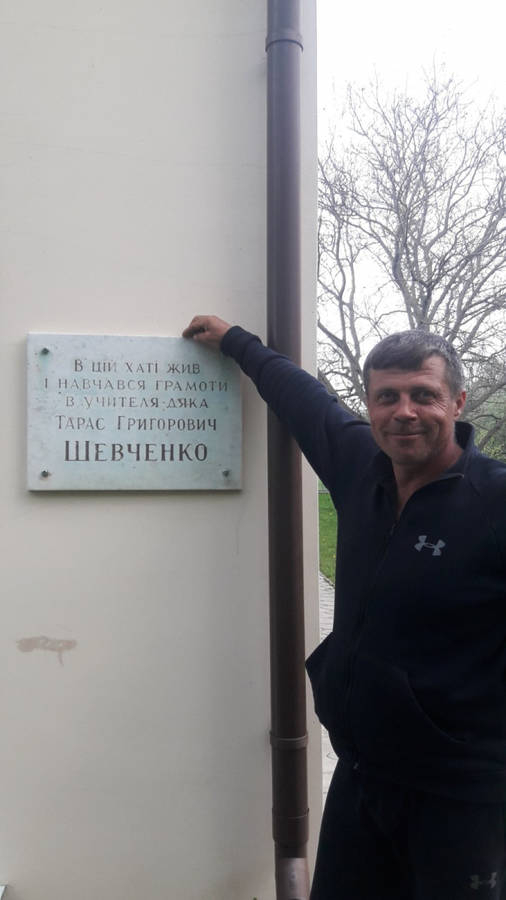 В ЦІЙ ХАТІ ЖИВ
І НАВЧАВСЯ ГРАМОТИ
В УЧИТЕЛЯ-ДЯКА
ТАРАС ГРИГОРОВИЧ
ШЕВЧЕНКО